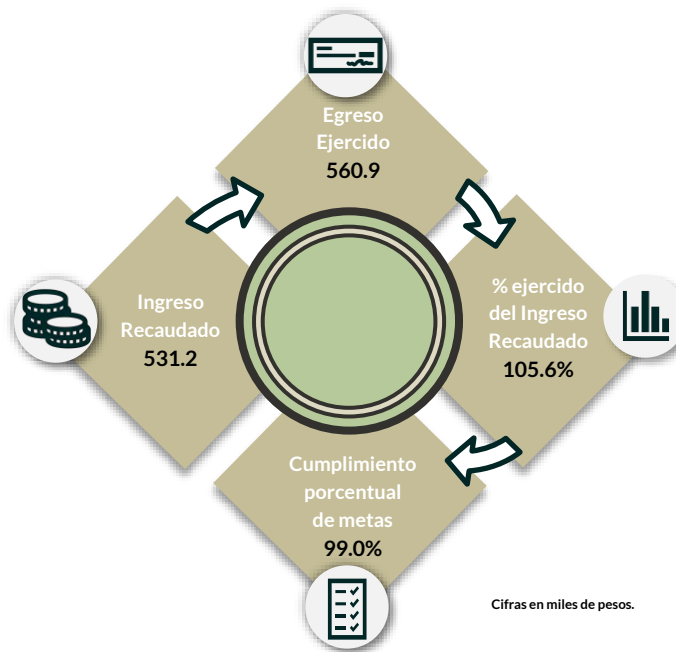 Egreso
Ejercido
560.9
Ingreso
Recaudado
531.2
% ejercido
del Ingreso
Recaudado
105.6%
Cumplimiento
porcentual
de metas
99.0%
Cifras en miles de pesos.